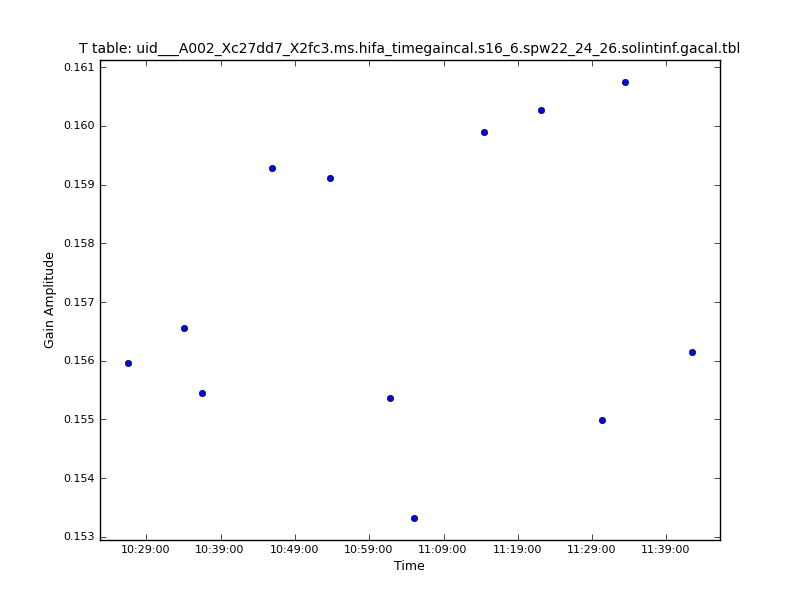 T table: uid___A002_Xc27dd7_X2fc3.ms.hifa_timegaincal.s16_6.spw22_24_26.solintinf.gacal.tbl
0.161
0.160
0.159
0.158
0.157
0.156
0.155
0.154
0.153
Gain Amplitude
10:29:00 10:39:00 10:49:00 10:59:00 11:09:00 11:19:00 11:29:00 11:39:00
Time